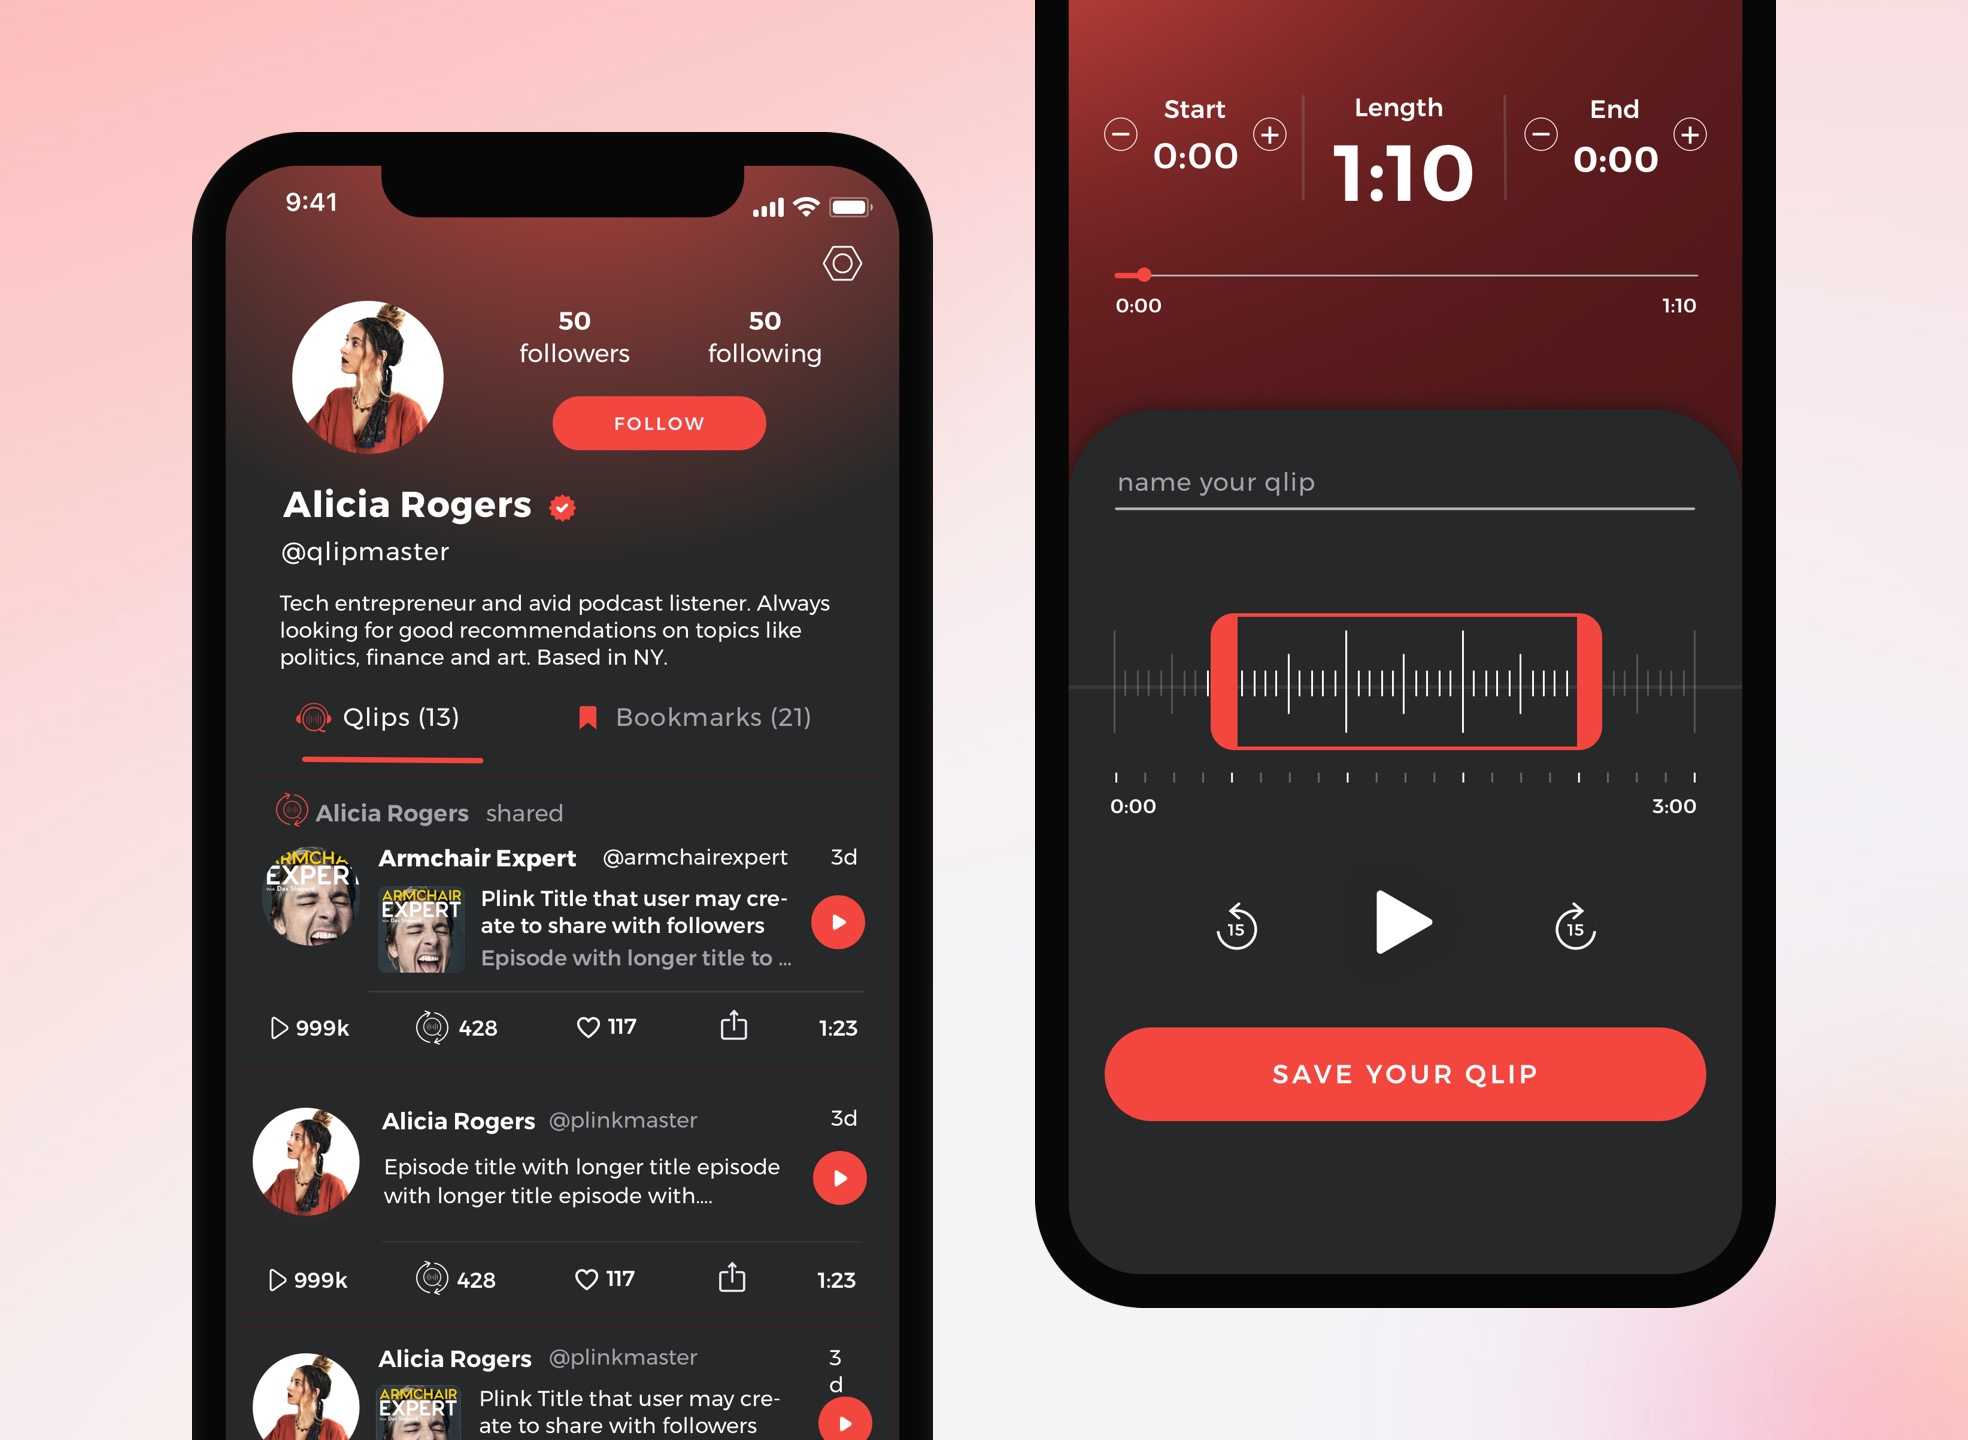 9:41
50
followers
50
following
FOLLOW
Alicia Rogers
@qlipmaster
Tech entrepreneur and avid podcast listener. Always
looking for good recommendations on topics like
politics, finance and art. Based in NY.
Qlips (13)
Bookmarks (21)
Alicia Rogers shared
ARMCHA
EXPERT
Armchair Expert @armchairexpert 3d
ARMCHAIR
EXPERT
Plink Title that user may cre-
ate to share with followers
Episode with longer title to ...
999k 428 117 1:23
Alicia Rogers @plinkmaster 3d
Episode title with longer title episode
with longer title episode with....
999k 428 117 1:23
Alicia Rogers @plinkmaster 3
d
ARMCHAIR
EXPERT
Plink Title that user may cre-
ate to share with followers
Start
0:00
Length
1:10
End
0:00
0:00 1:10
name your qlip
0:00 3:00
15 15
SAVE YOUR QLIP